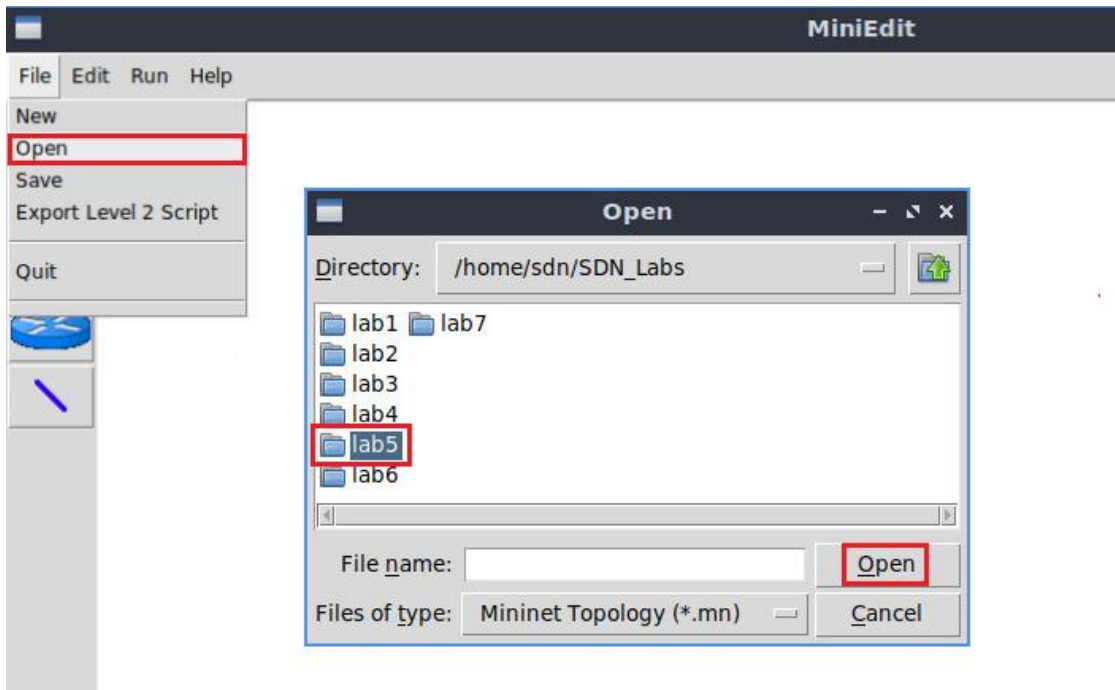 MiniEdit
File Edit Run Help
New
Open
Save
Export Level 2 Script
Quit
Open
Directory: /home/sdn/SDN_Labs
lab1 lab7
lab2
lab3
lab4
lab5
lab6
File name: Open
Files of type: Mininet Topology (*.mn) Cancel